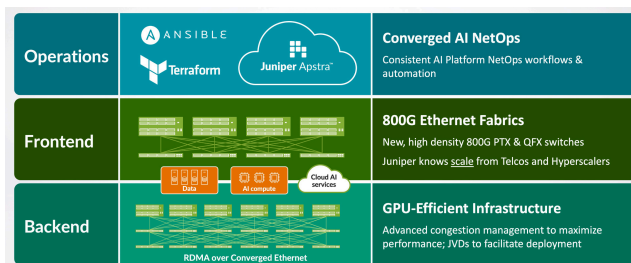 Operations
ANSIBLE
Terraform
Juniper Apstra™
Converged AI NetOps
Consistent AI Platform NetOps workflows &
automation
Frontend
800G Ethernet Fabrics
New, high density 800G PTX & QFX switches
Juniper knows scale from Telcos and Hyperscalers
Data
AI compute
Cloud AI
services
Backend
RDMA over Converged Ethernet
GPU-Efficient Infrastructure
Advanced congestion management to maximize
performance; JVDs to facilitate deployment